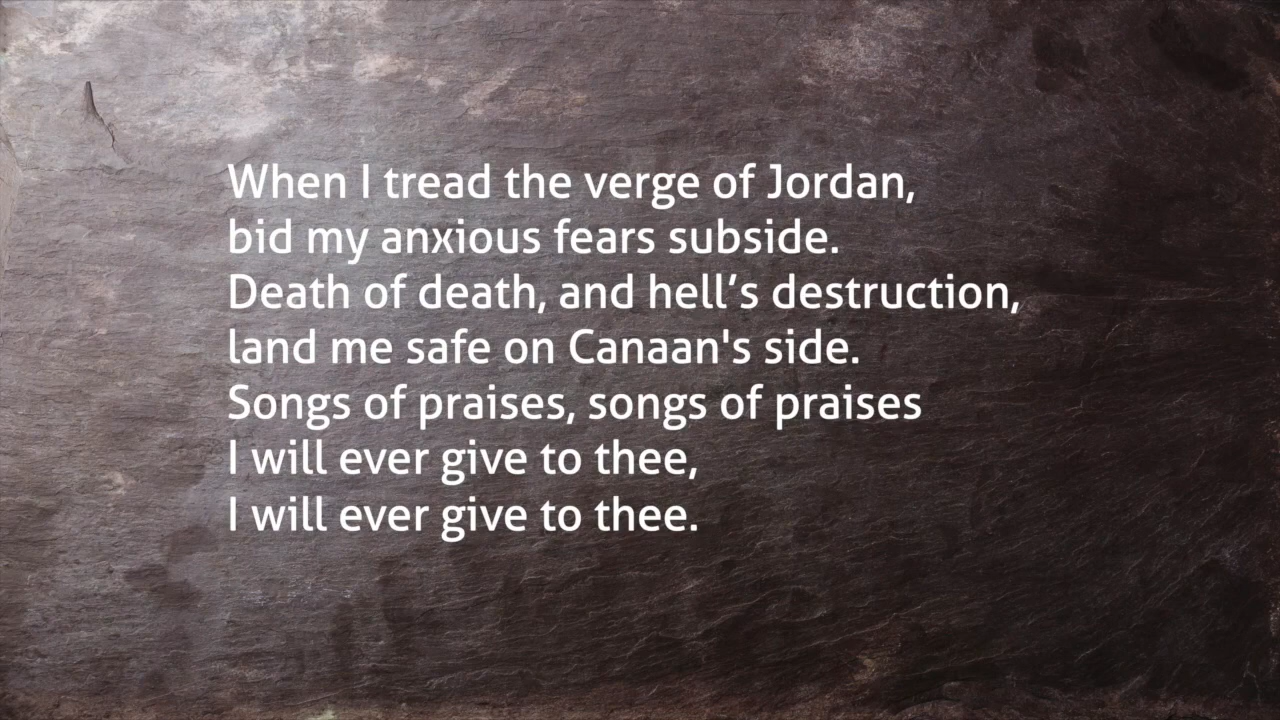 When I tread the verge of Jordan,
bid my anxious fears subside.
Death of death, and hell’s destruction,
land me safe on Canaan's side.
Songs of praises, songs of praises
I will ever give to thee,
I will ever give to thee.